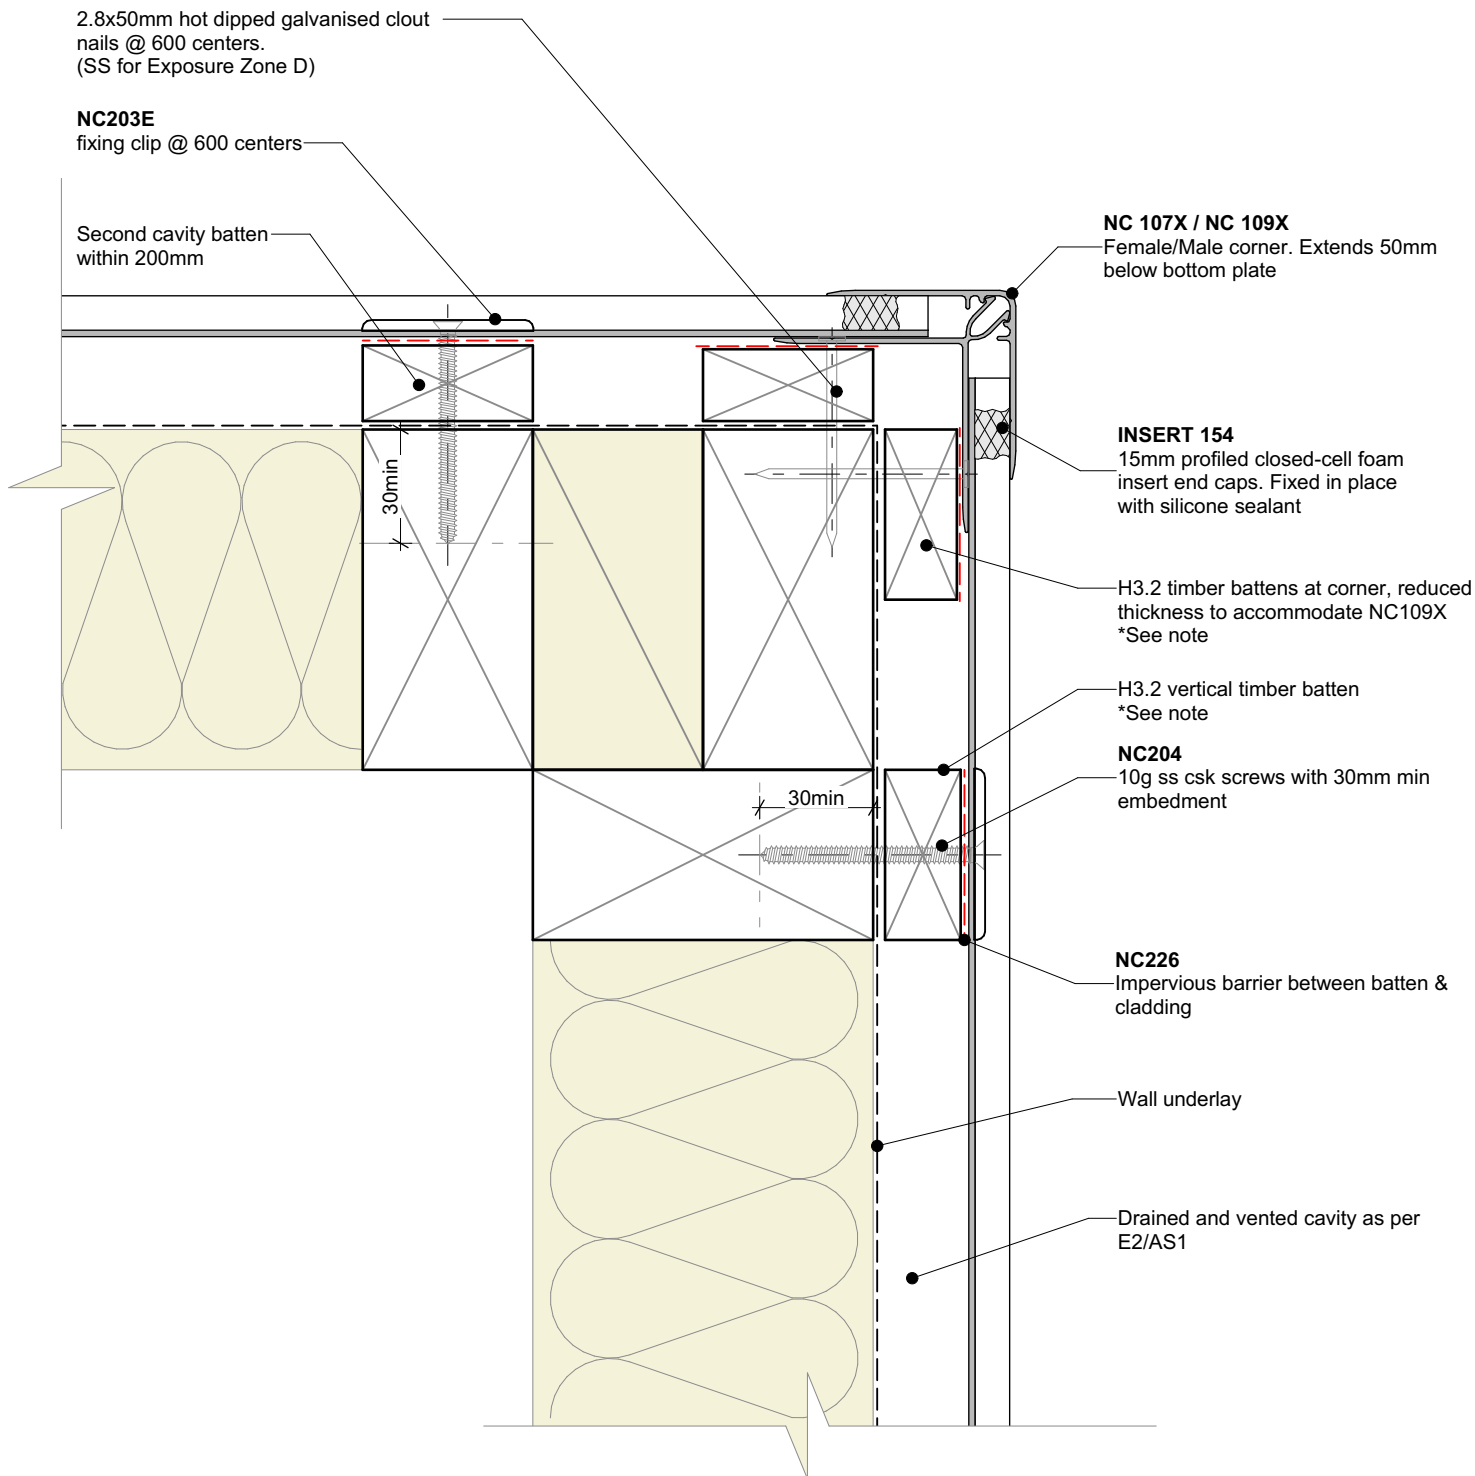 2.8x50mm hot dipped galvanised clout
nails @ 600 centers.
(SS for Exposure Zone D)
NC203E
fixing clip @ 600 centers
Second cavity batten
within 200mm
NC 107X / NC 109X
Female/Male corner. Extends 50mm
below bottom plate
INSERT 154
15mm profiled closed-cell foam
insert end caps. Fixed in place
with silicone sealant
30min
H3.2 timber battens at corner, reduced
thickness to accommodate NC109X
*See note
H3.2 vertical timber batten
*See note
NC204
10g ss csk screws with 30mm min
embedment
30min
NC226
Impervious barrier between batten &
cladding
Wall underlay
Drained and vented cavity as per
E2/AS1